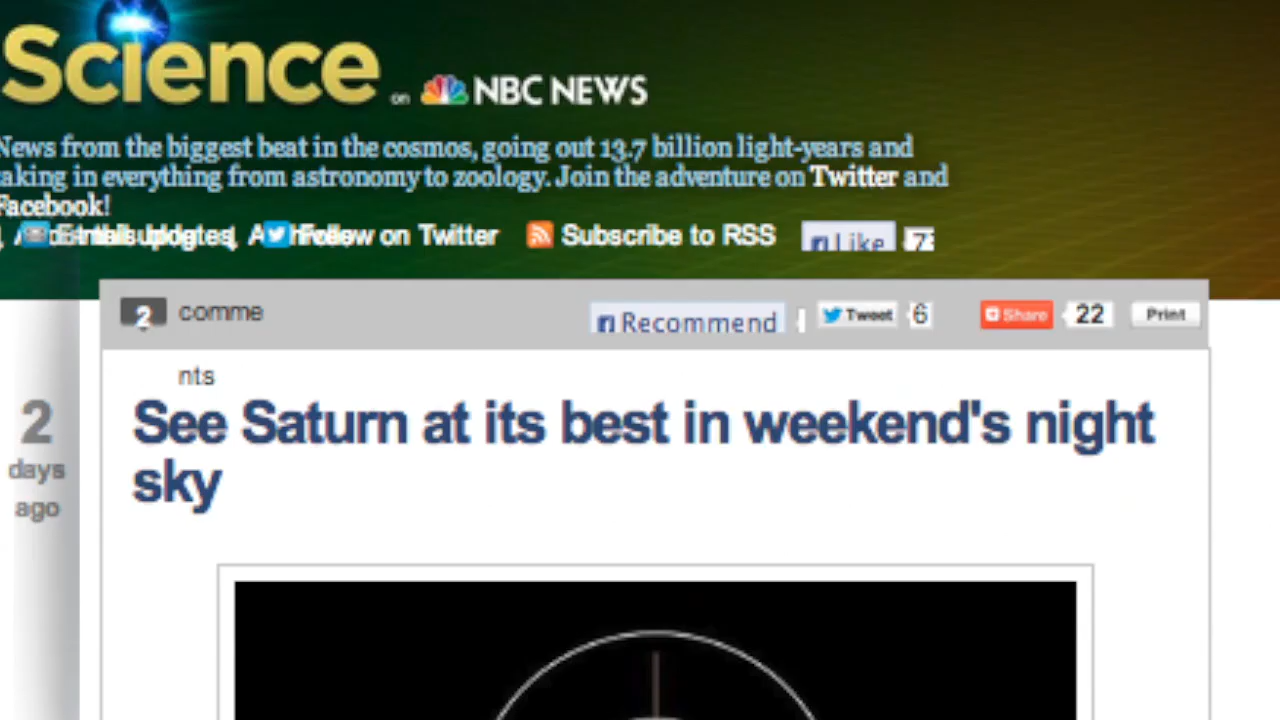 Science on NBC NEWS
News from the biggest beat in the cosmos, going out 13.7 billion light-years and
aking in everything from astronomy to zoology. Join the adventure on Twitter and
Facebook!
Follow on Twitter Subscribe to RSS Like 7
2 comme Recommend Tweet 6 Share 22 Print
nts
See Saturn at its best in weekend's night
sky
2
days
ago